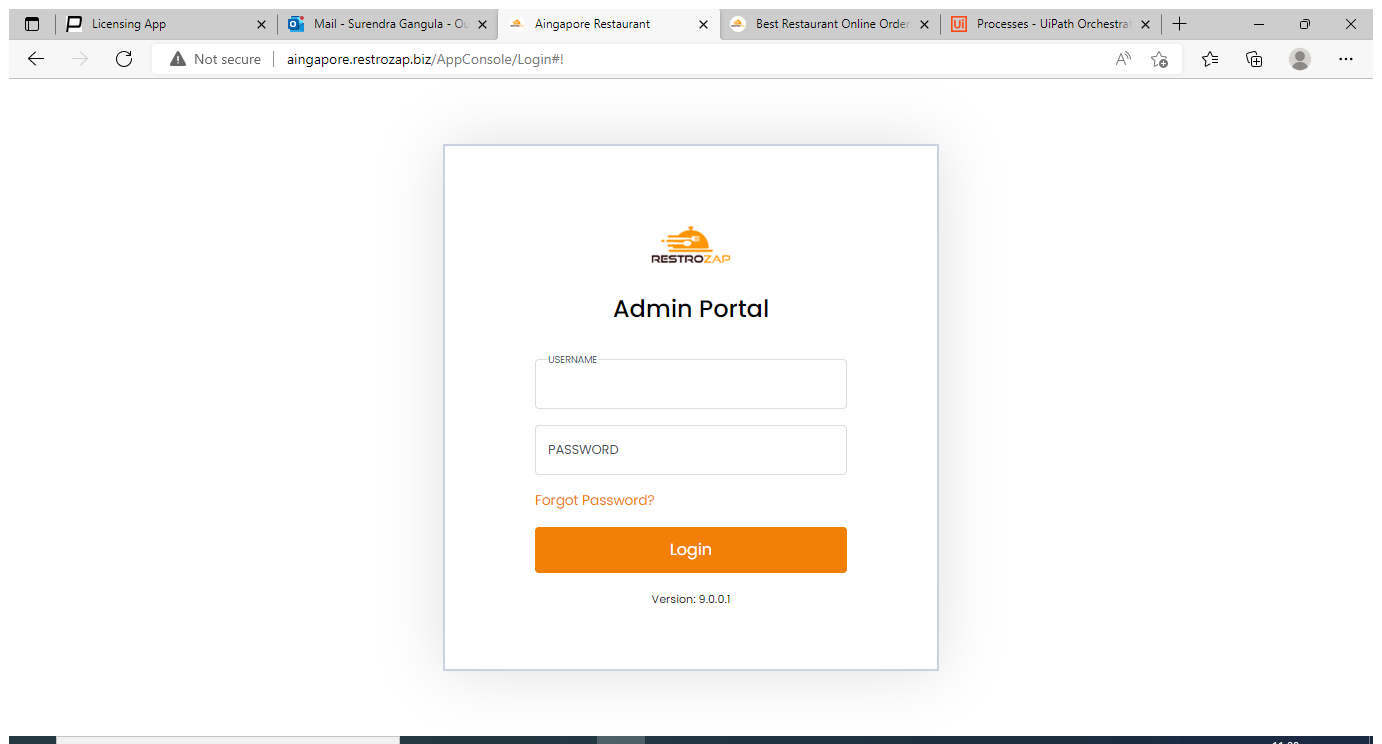 Licensing App
Mail - Surendra Gangula - Ou
Aingapore Restaurant
Best Restaurant Online Order
Processes - UiPath Orchestrat
Not secure
aingapore.restrozap.biz/AppConsole/Login#!
RESTROZAP
Admin Portal
USERNAME
PASSWORD
Forgot Password?
Login
Version: 9.0.0.1